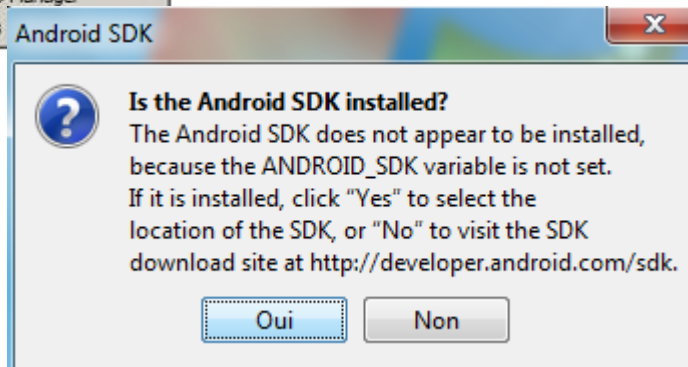 Manager
Android SDK
Is the Android SDK installed?
The Android SDK does not appear to be installed,
because the ANDROID_SDK variable is not set.
If it is installed, click “Yes” to select the
location of the SDK, or “No” to visit the SDK
download site at http://developer.android.com/sdk.
Oui
Non